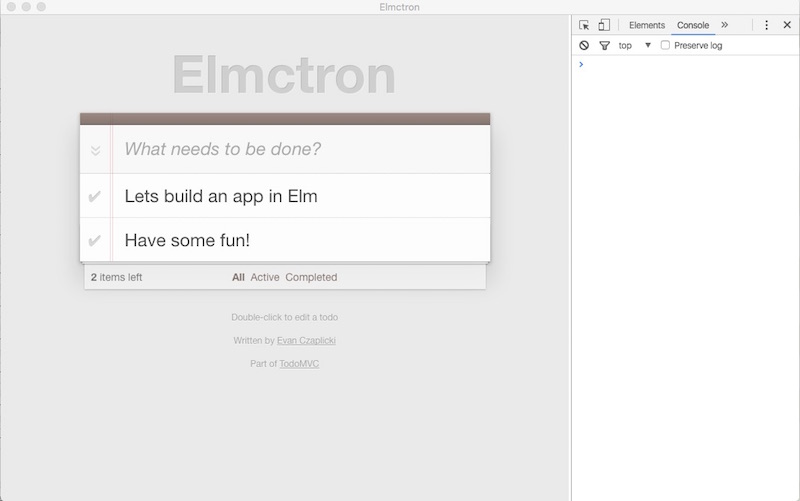 Elmctron
Elements Console »
top ▼ Preserve log
Elmctron
What needs to be done?
Lets build an app in Elm
Have some fun!
2 items left All Active Completed
Double-click to edit a todo
Written by Evan Czaplicki
Part of TodoMVC